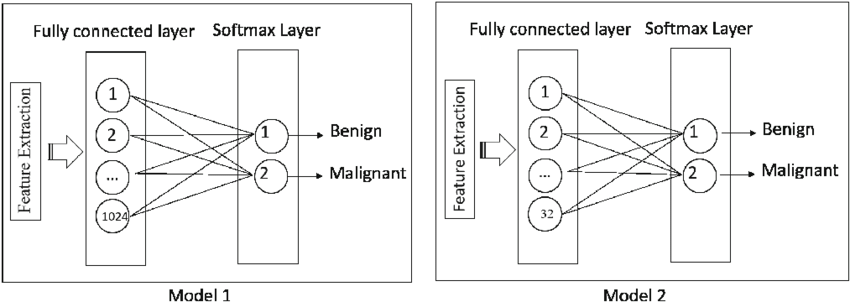 Fully connected layer
Softmax Layer
Feature Extraction
1
2
...
1024
1
2
Benign
Malignant
Model 1
Fully connected layer
Softmax Layer
Feature Extraction
1
2
...
32
1
2
Benign
Malignant
Model 2